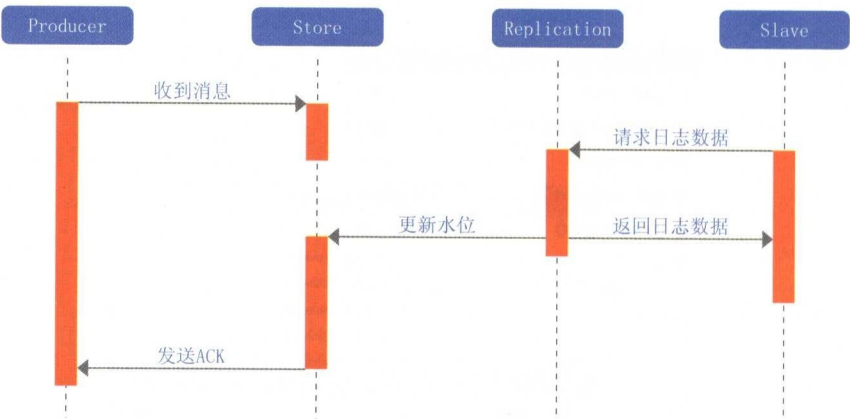 Producer
Store
Replication
Slave
收到消息
请求日志数据
更新水位
返回日志数据
发送ACK